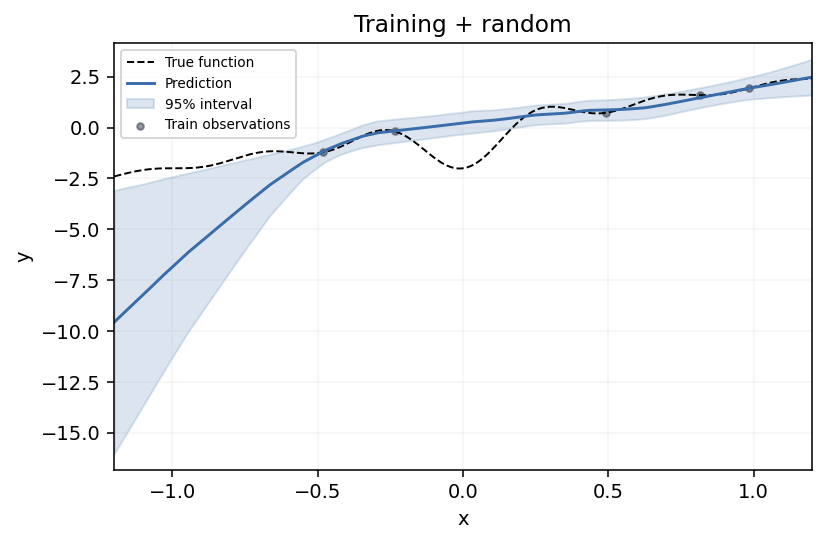 Training + random
True function
Prediction
95% interval
Train observations
2.5
0.0
−2.5
−5.0
−7.5
−10.0
−12.5
−15.0
y
−1.0
−0.5
0.0
0.5
1.0
x